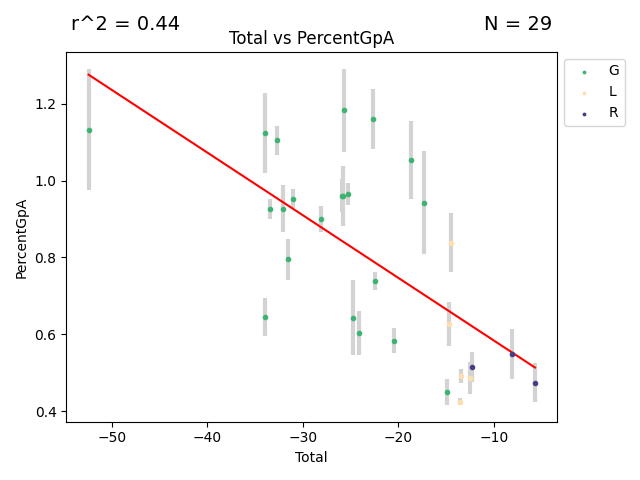 r^2 = 0.44
N = 29
Total vs PercentGpA
G
L
R
1.2
1.0
0.8
0.6
0.4
PercentGpA
−50
−40
−30
−20
−10
Total